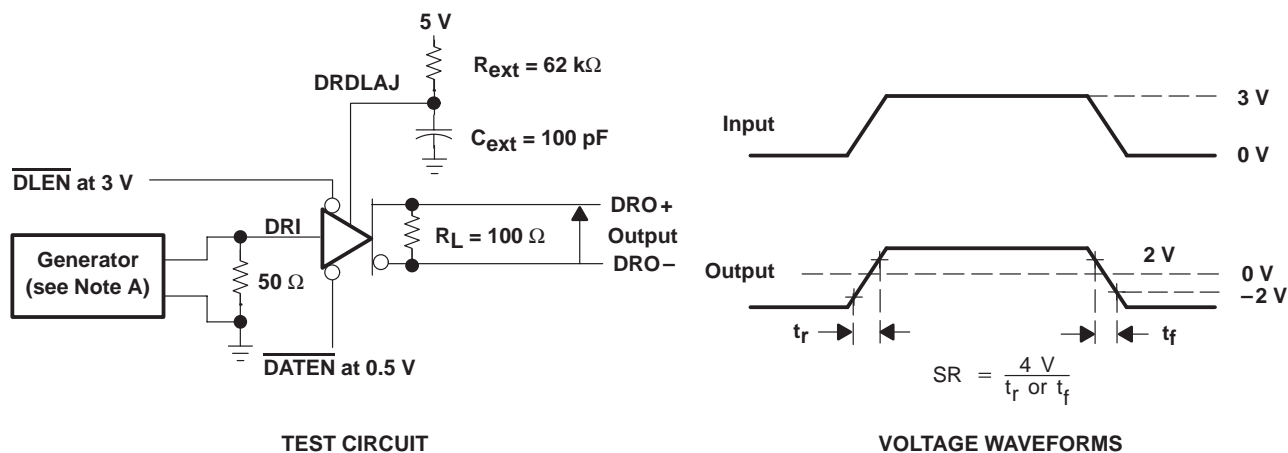 5 V
R_ext = 62 kΩ
DRDLAJ
C_ext = 100 pF
DLEN at 3 V
DRI
Generator
(see Note A)
50 Ω
R_L = 100 Ω
DRO+
Output
DRO−
DATEN at 0.5 V
TEST CIRCUIT
Input
3 V
0 V
Output
2 V
0 V
−2 V
t_r
t_f
SR = 4 V / t_r or t_f
VOLTAGE WAVEFORMS